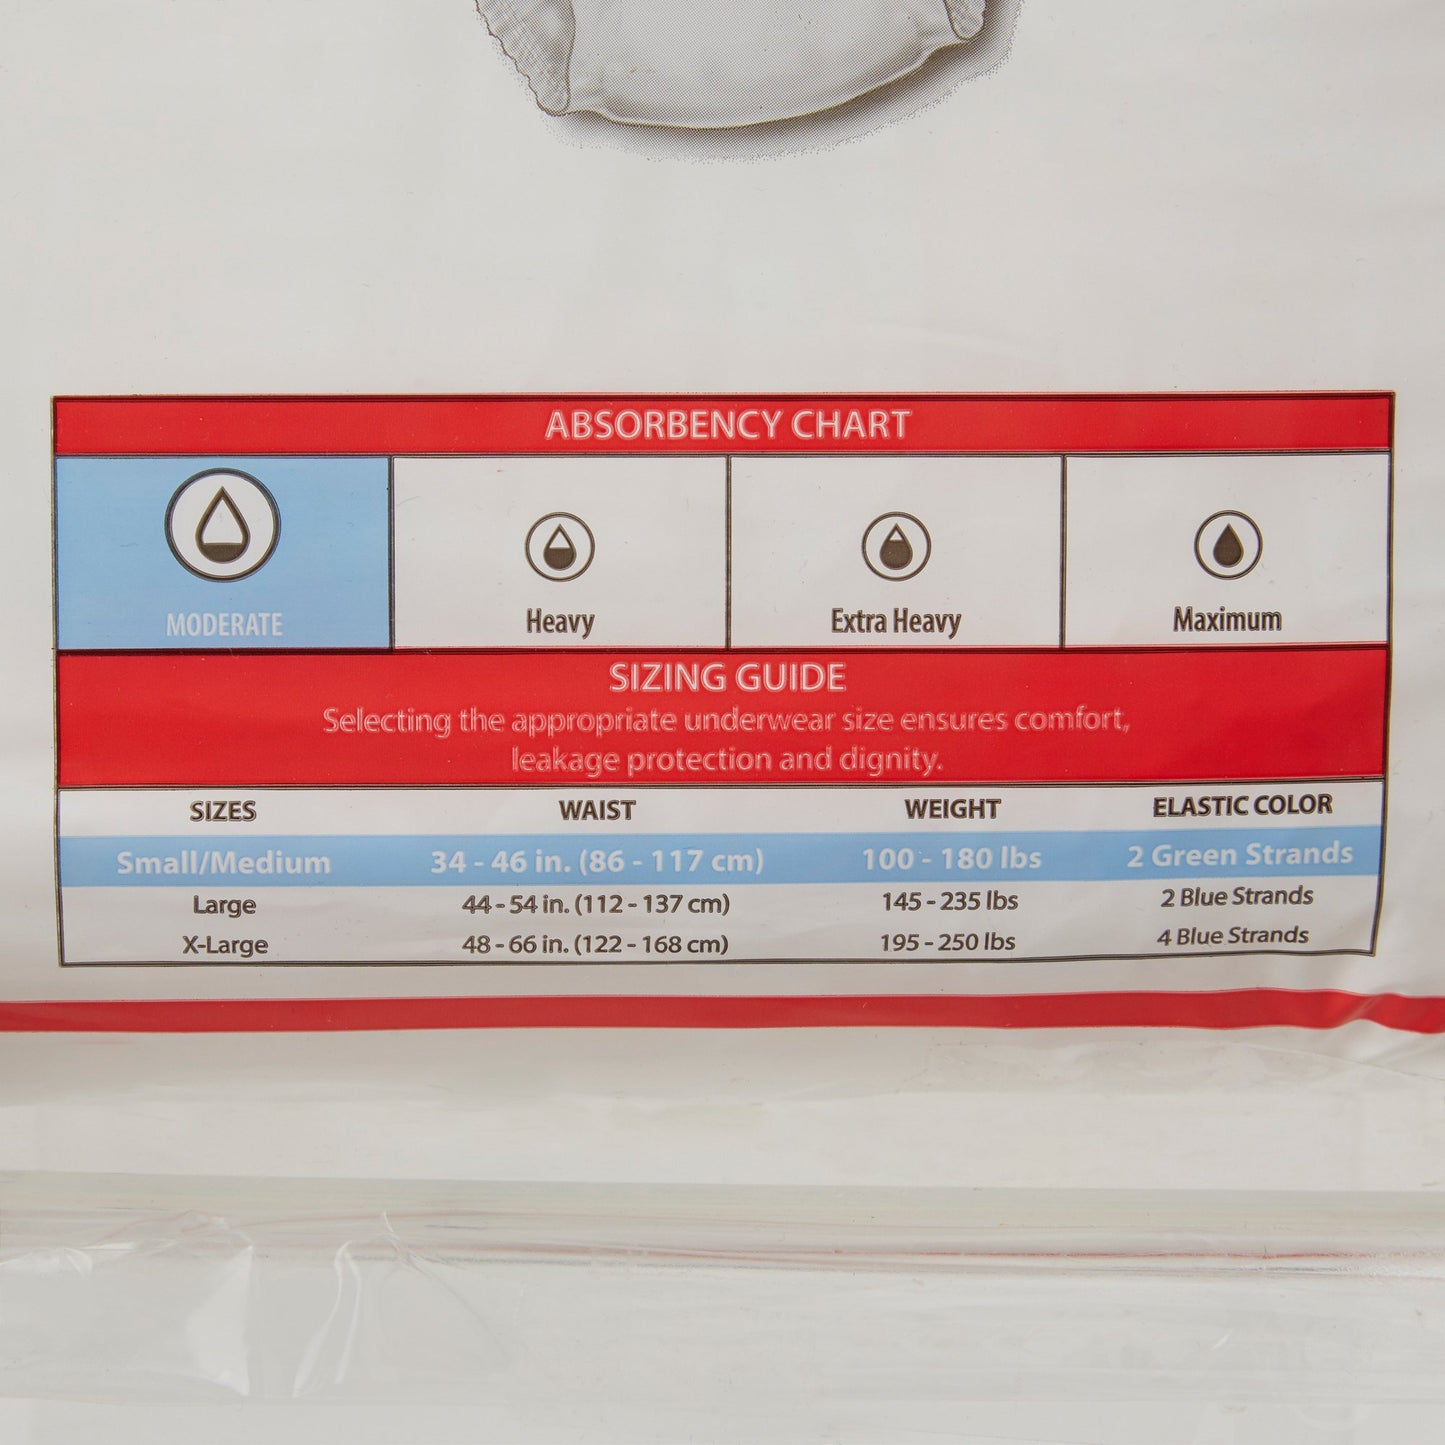 ABSORBENCY CHART
MODERATE Heavy Extra Heavy Maximum
SIZING GUIDE
Selecting the appropriate underwear size ensures comfort,
leakage protection and dignity.
SIZES WAIST WEIGHT ELASTIC COLOR
Small/Medium 34 - 46 in. (86 - 117 cm) 100 - 180 lbs 2 Green Strands
Large 44 - 54 in. (112 - 137 cm) 145 - 235 lbs 2 Blue Strands
X-Large 48 - 66 in. (122 - 168 cm) 195 - 250 lbs 4 Blue Strands